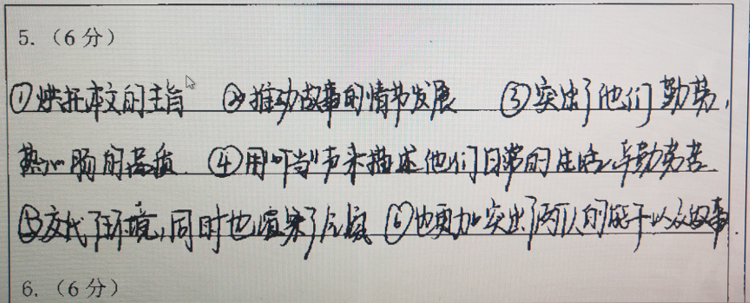 5.（6分）
①烘托本文的主旨 ②推动故事的情节发展 ③突出了他们勤劳,
热心肠的品质 ④用"叮当"声来描述他们日常的生活,辛勤劳苦
⑤交代了环境,同时也渲染了气氛 ⑥也更加突出了两人的 故事
6.（6分）